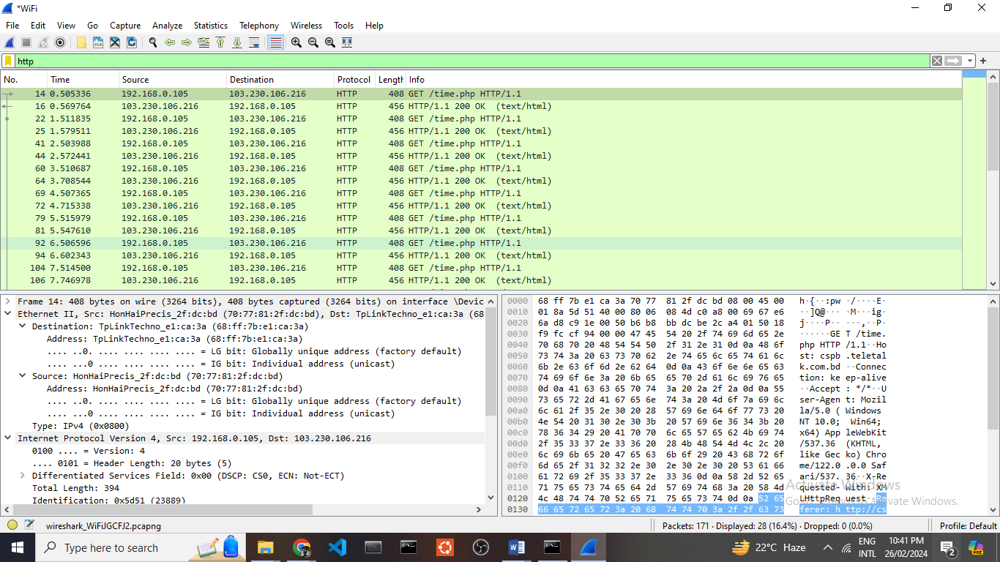 *WiFi
File Edit View Go Capture Analyze Statistics Telephony Wireless Tools Help
http
No. Time Source Destination Protocol Length Info
14 0.505336 192.168.0.105 103.230.106.216 HTTP 408 GET /time.php HTTP/1.1
16 0.569764 103.230.106.216 192.168.0.105 HTTP 456 HTTP/1.1 200 OK (text/html)
22 1.511835 192.168.0.105 103.230.106.216 HTTP 408 GET /time.php HTTP/1.1
25 1.579511 103.230.106.216 192.168.0.105 HTTP 456 HTTP/1.1 200 OK (text/html)
41 2.503988 192.168.0.105 103.230.106.216 HTTP 408 GET /time.php HTTP/1.1
44 2.572441 103.230.106.216 192.168.0.105 HTTP 456 HTTP/1.1 200 OK (text/html)
60 3.510687 192.168.0.105 103.230.106.216 HTTP 408 GET /time.php HTTP/1.1
64 3.708544 103.230.106.216 192.168.0.105 HTTP 456 HTTP/1.1 200 OK (text/html)
69 4.507365 192.168.0.105 103.230.106.216 HTTP 408 GET /time.php HTTP/1.1
72 4.715338 103.230.106.216 192.168.0.105 HTTP 456 HTTP/1.1 200 OK (text/html)
79 5.515979 192.168.0.105 103.230.106.216 HTTP 408 GET /time.php HTTP/1.1
81 5.547610 103.230.106.216 192.168.0.105 HTTP 456 HTTP/1.1 200 OK (text/html)
92 6.506596 192.168.0.105 103.230.106.216 HTTP 408 GET /time.php HTTP/1.1
94 6.602343 103.230.106.216 192.168.0.105 HTTP 456 HTTP/1.1 200 OK (text/html)
104 7.514500 192.168.0.105 103.230.106.216 HTTP 408 GET /time.php HTTP/1.1
106 7.746978 103.230.106.216 192.168.0.105 HTTP 456 HTTP/1.1 200 OK (text/html)
Frame 14: 408 bytes on wire (3264 bits), 408 bytes captured (3264 bits) on interface \Devic
Ethernet II, Src: HonHaiPrecis_2f:dc:bd (70:77:81:2f:dc:bd), Dst: TpLinkTechno_e1:ca:3a (68
Destination: TpLinkTechno_e1:ca:3a (68:ff:7b:e1:ca:3a)
Address: TpLinkTechno_e1:ca:3a (68:ff:7b:e1:ca:3a)
.... ..0. .... .... .... .... = LG bit: Globally unique address (factory default)
.... ...0 .... .... .... .... = IG bit: Individual address (unicast)
Source: HonHaiPrecis_2f:dc:bd (70:77:81:2f:dc:bd)
Address: HonHaiPrecis_2f:dc:bd (70:77:81:2f:dc:bd)
.... ..0. .... .... .... .... = LG bit: Globally unique address (factory default)
.... ...0 .... .... .... .... = IG bit: Individual address (unicast)
Type: IPv4 (0x0800)
Internet Protocol Version 4, Src: 192.168.0.105, Dst: 103.230.106.216
0100 .... = Version: 4
.... 0101 = Header Length: 20 bytes (5)
Differentiated Services Field: 0x00 (DSCP: CS0, ECN: Not-ECT)
Total Length: 394
Identification: 0x5d51 (23889)
0000 68 ff 7b e1 ca 3a 70 77 81 2f dc bd 08 00 45 00 h·{··:pw ·/····E·
0010 01 8a 5d 51 40 00 80 06 08 4d c0 a8 00 69 67 e6 ··]Q@··· ·M···ig·
0020 6a d8 c9 1e 00 50 b6 b8 bb dc be 2c a4 01 50 18 j····P·· ···,··P·
0030 f9 fc cf 94 00 00 47 45 54 20 2f 74 69 6d 65 2e ······GE T /time.
0040 70 68 70 20 48 54 54 50 2f 31 2e 31 0d 0a 48 6f php HTTP /1.1··Ho
0050 73 74 3a 20 63 73 70 62 2e 74 65 6c 65 74 61 6c st: cspb .teletal
0060 6b 2e 63 6f 6d 2e 62 64 0d 0a 43 6f 6e 6e 65 63 k.com.bd ··Connec
0070 74 69 6f 6e 3a 20 6b 65 65 70 2d 61 6c 69 76 65 tion: ke ep-alive
0080 0d 0a 41 63 63 65 70 74 3a 20 2a 2f 2a 0d 0a 55 ··Accept : */*··U
0090 73 65 72 2d 41 67 65 6e 74 3a 20 4d 6f 7a 69 6c ser-Agen t: Mozil
00a0 6c 61 2f 35 2e 30 20 28 57 69 6e 64 6f 77 73 20 la/5.0 ( Windows
00b0 4e 54 20 31 30 2e 30 3b 20 57 69 6e 36 34 3b 20 NT 10.0; Win64;
00c0 78 36 34 29 20 41 70 70 6c 65 57 65 62 4b 69 74 x64) App leWebKit
00d0 2f 35 33 37 2e 33 36 20 28 4b 48 54 4d 4c 2c 20 /537.36 (KHTML,
00e0 6c 69 6b 65 20 47 65 63 6b 6f 29 20 43 68 72 6f like Gec ko) Chro
00f0 6d 65 2f 31 32 32 2e 30 2e 30 2e 30 20 53 61 66 me/122.0 .0.0 Saf
0100 61 72 69 2f 35 33 37 2e 33 36 0d 0a 58 2d 52 65 ari/537. 36··X-Re
0110 71 75 65 73 74 65 64 2d 57 69 74 68 3a 20 58 4d quested- With: XM
0120 4c 48 74 74 70 52 65 71 75 65 73 74 0d 0a 52 65 LHttpReq uest··Re
0130 66 65 72 65 72 3a 20 68 74 74 70 3a 2f 2f 63 73 ferer: h ttp://cs
Activate Windows
Go to Settings to activate Windows.
wireshark_WiFiJGCFJ2.pcapng
Packets: 171 · Displayed: 28 (16.4%) · Dropped: 0 (0.0%)
Profile: Default
Type here to search
22°C Haze
ENG
INTL
10:41 PM
26/02/2024
2
PRE